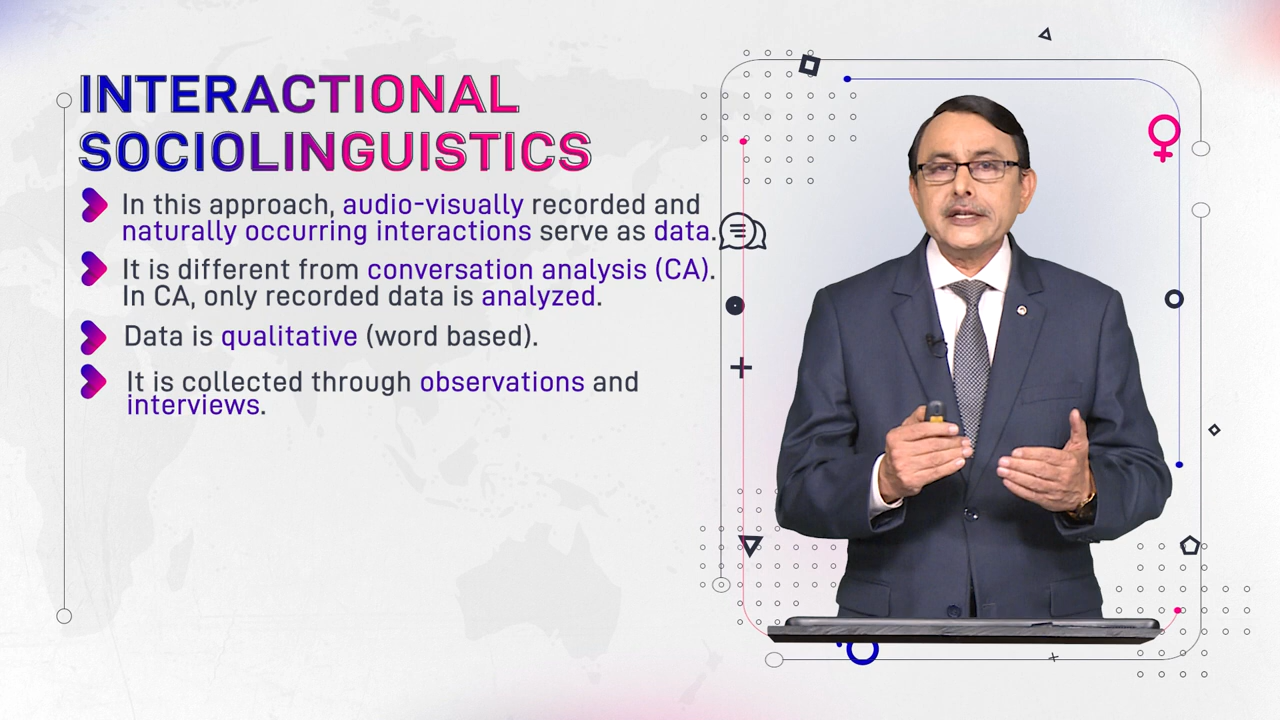 INTERACTIONAL
SOCIOLINGUISTICS
In this approach, audio-visually recorded and
naturally occurring interactions serve as data.
It is different from conversation analysis (CA).
In CA, only recorded data is analyzed.
Data is qualitative (word based).
It is collected through observations and
interviews.